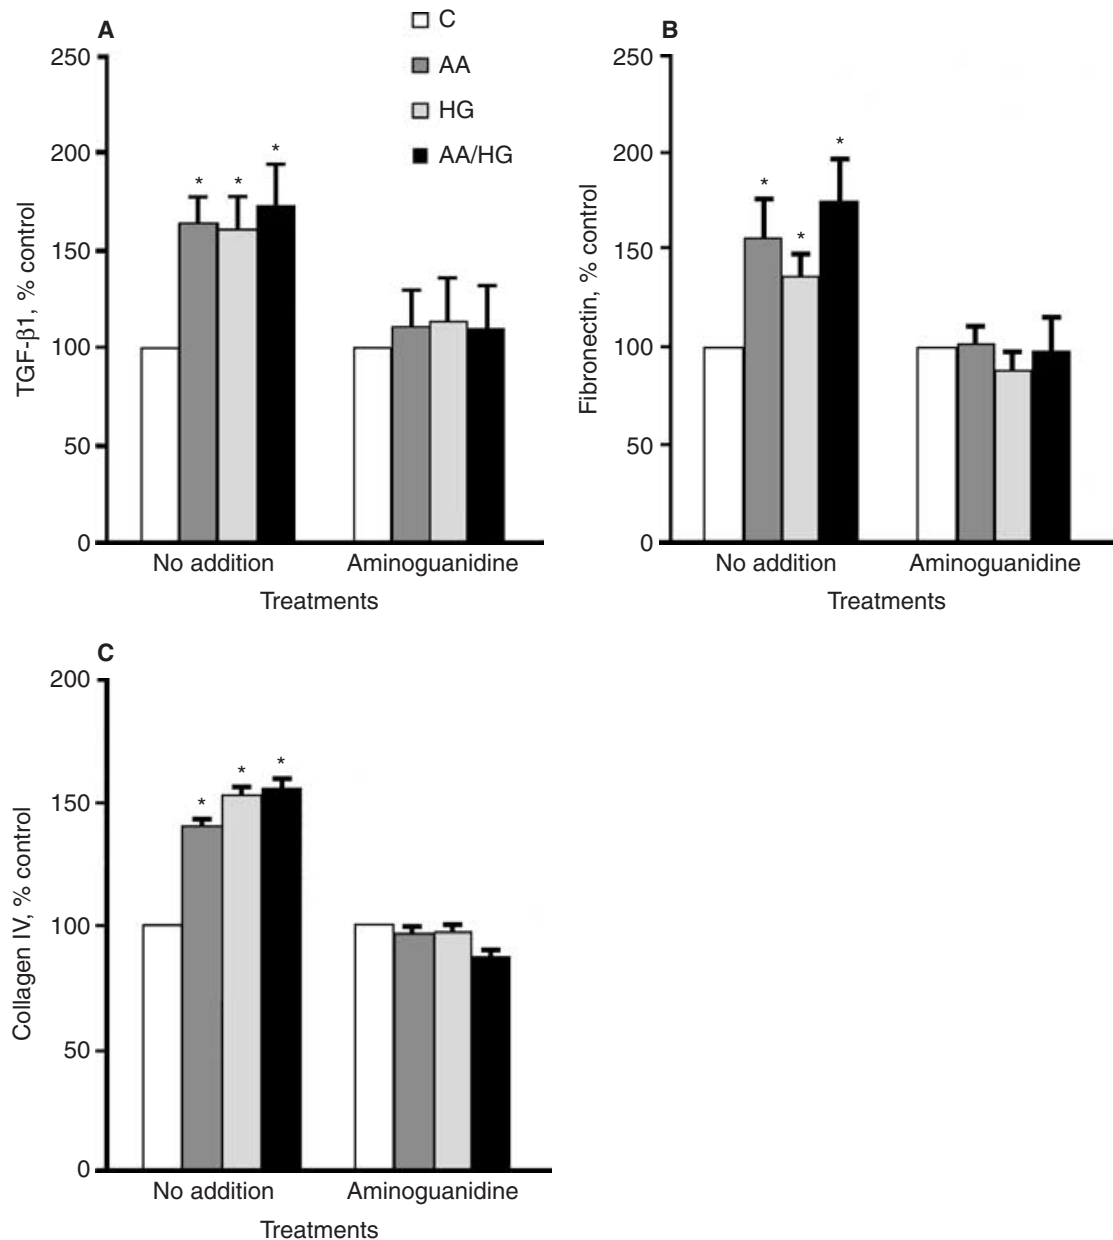 A
C
AA
HG
AA/HG
TGF-β1, % control
250
200
150
100
50
0
* * *
No addition Aminoguanidine
Treatments
B
Fibronectin, % control
250
200
150
100
50
0
* * *
No addition Aminoguanidine
Treatments
C
Collagen IV, % control
200
150
100
50
0
* * *
No addition Aminoguanidine
Treatments